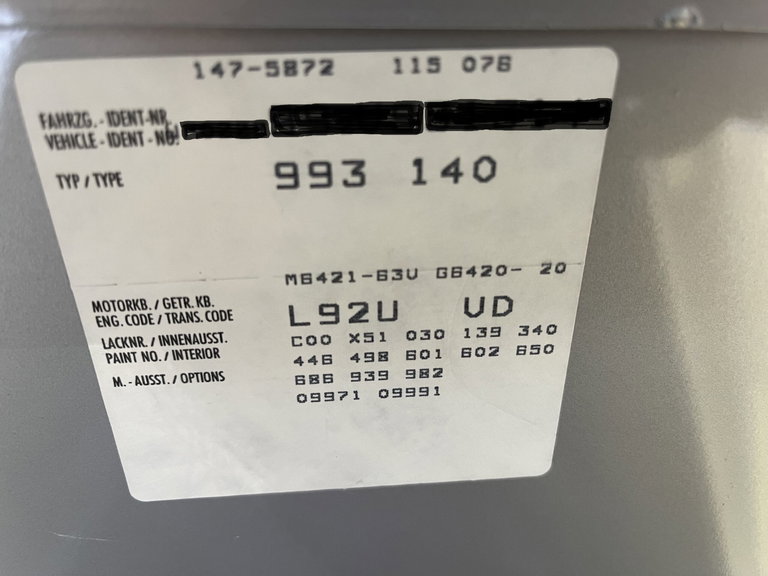 147-5872 115 076
FAHRZG.-IDENT-NR.
VEHICLE-IDENT-NO.
TYP / TYPE 993 140
M6421-63U G6420- 20
MOTORKB. / GETR. KB.
ENG. CODE / TRANS. CODE L92U VD
LACKNR. / INNENAUSST. C00 X51 030 139 340
PAINT NO. / INTERIOR 446 498 601 602 650
M.-AUSST. / OPTIONS 686 939 982
09971 09991